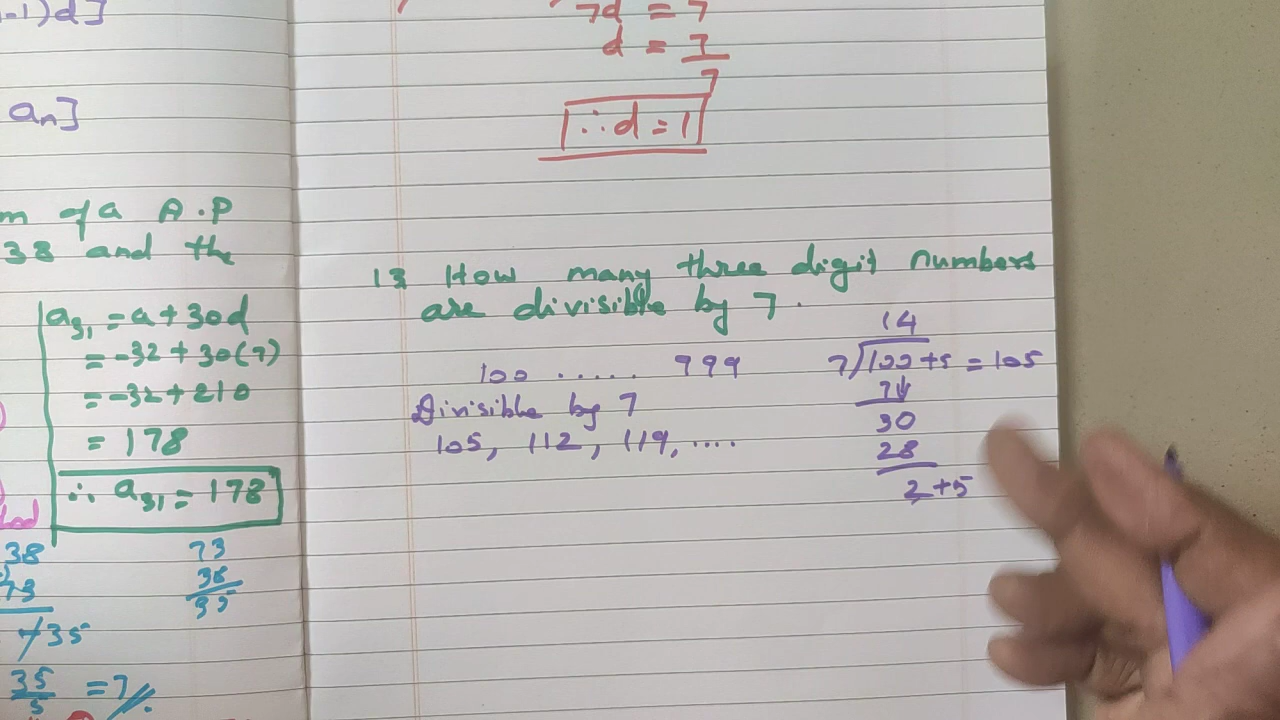 -1)d]
an]
m of a A.P
38 and the
a31 = a + 30d
= -32 + 30(7)
= -32 + 210
= 178
∴ a31 = 178
38
73
35
73
38
35
35
5
= 7
7d = 7
d = 7
7
∴ d = 1
13 How many three digit numbers
are divisible by 7.
100 ..... 999
Divisible by 7
105, 112, 119, ....
14
7)100 + 5 = 105
7↓
30
28
2 + 5